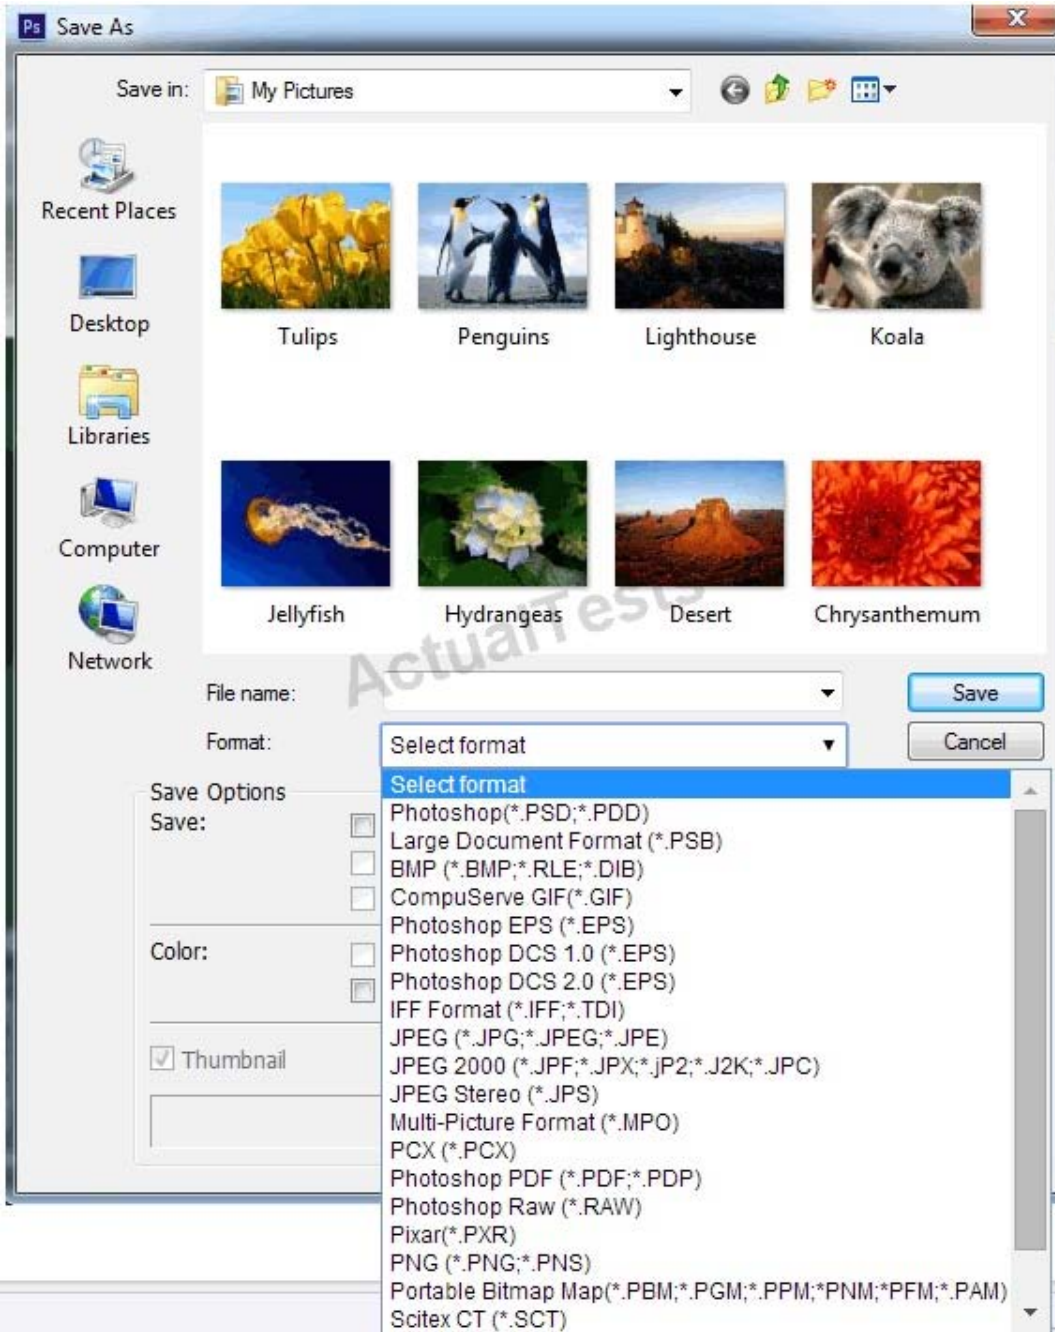 Ps Save As
x
Save in: My Pictures
Recent Places
Desktop
Libraries
Computer
Network
Tulips Penguins Lighthouse Koala
Jellyfish Hydrangeas Desert Chrysanthemum
ActualTests
File name: Save
Format: Select format Cancel
Save Options
Save:
Color:
Thumbnail
Select format
Photoshop(*.PSD;*.PDD)
Large Document Format (*.PSB)
BMP (*.BMP;*.RLE;*.DIB)
CompuServe GIF(*.GIF)
Photoshop EPS (*.EPS)
Photoshop DCS 1.0 (*.EPS)
Photoshop DCS 2.0 (*.EPS)
IFF Format (*.IFF;*.TDI)
JPEG (*.JPG;*.JPEG;*.JPE)
JPEG 2000 (*.JPF;*.JPX;*.jP2;*.J2K;*.JPC)
JPEG Stereo (*.JPS)
Multi-Picture Format (*.MPO)
PCX (*.PCX)
Photoshop PDF (*.PDF;*.PDP)
Photoshop Raw (*.RAW)
Pixar(*.PXR)
PNG (*.PNG;*.PNS)
Portable Bitmap Map(*.PBM;*.PGM;*.PPM;*PNM;*PFM;*.PAM)
Scitex CT (*.SCT)